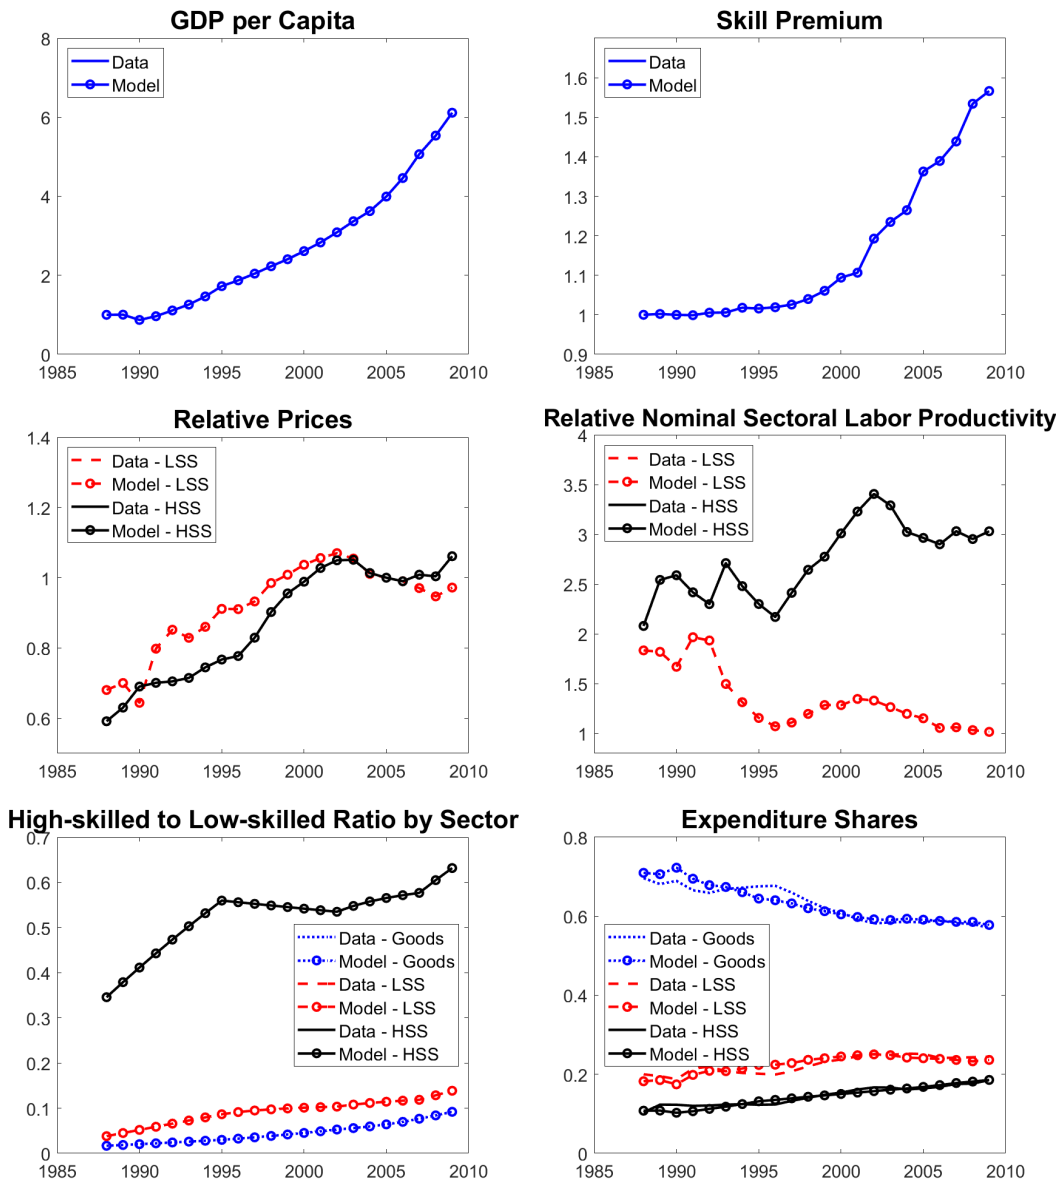 GDP per Capita
8
6
4
2
0
1985 1990 1995 2000 2005 2010
Data
Model
Skill Premium
1.6
1.5
1.4
1.3
1.2
1.1
1
0.9
1985 1990 1995 2000 2005 2010
Data
Model
Relative Prices
1.4
1.2
1
0.8
0.6
1985 1990 1995 2000 2005 2010
Data - LSS
Model - LSS
Data - HSS
Model - HSS
Relative Nominal Sectoral Labor Productivity
4
3.5
3
2.5
2
1.5
1
1985 1990 1995 2000 2005 2010
Data - LSS
Model - LSS
Data - HSS
Model - HSS
High-skilled to Low-skilled Ratio by Sector
0.7
0.6
0.5
0.4
0.3
0.2
0.1
0
1985 1990 1995 2000 2005 2010
Data - Goods
Model - Goods
Data - LSS
Model - LSS
Data - HSS
Model - HSS
Expenditure Shares
0.8
0.6
0.4
0.2
0
1985 1990 1995 2000 2005 2010
Data - Goods
Model - Goods
Data - LSS
Model - LSS
Data - HSS
Model - HSS